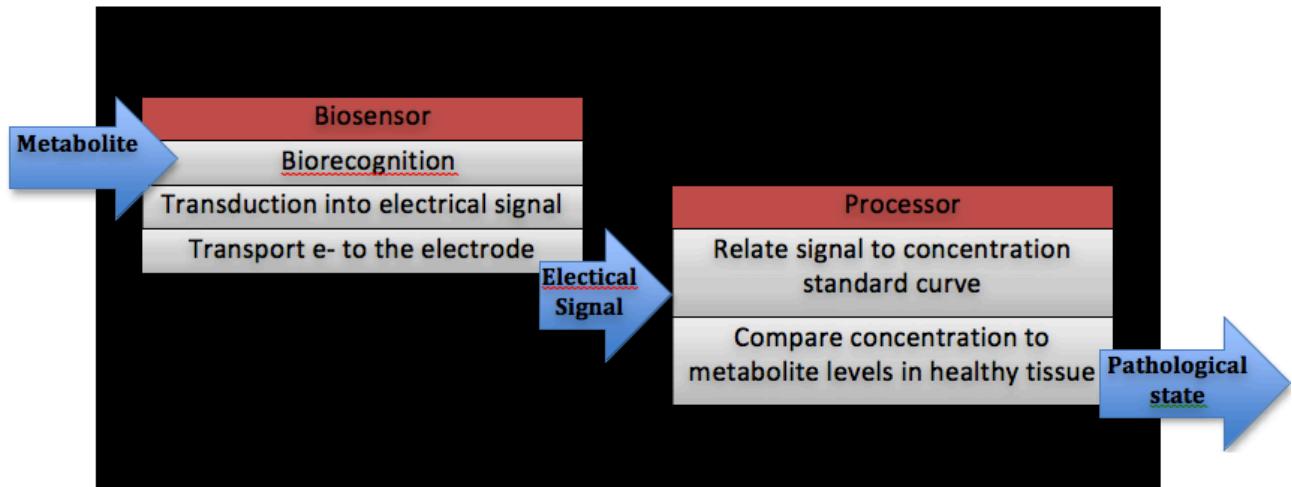 Metabolite
Biosensor
Biorecognition
Transduction into electrical signal
Transport e- to the electrode
Electical
Signal
Processor
Relate signal to concentration
standard curve
Compare concentration to
metabolite levels in healthy tissue
Pathological
state